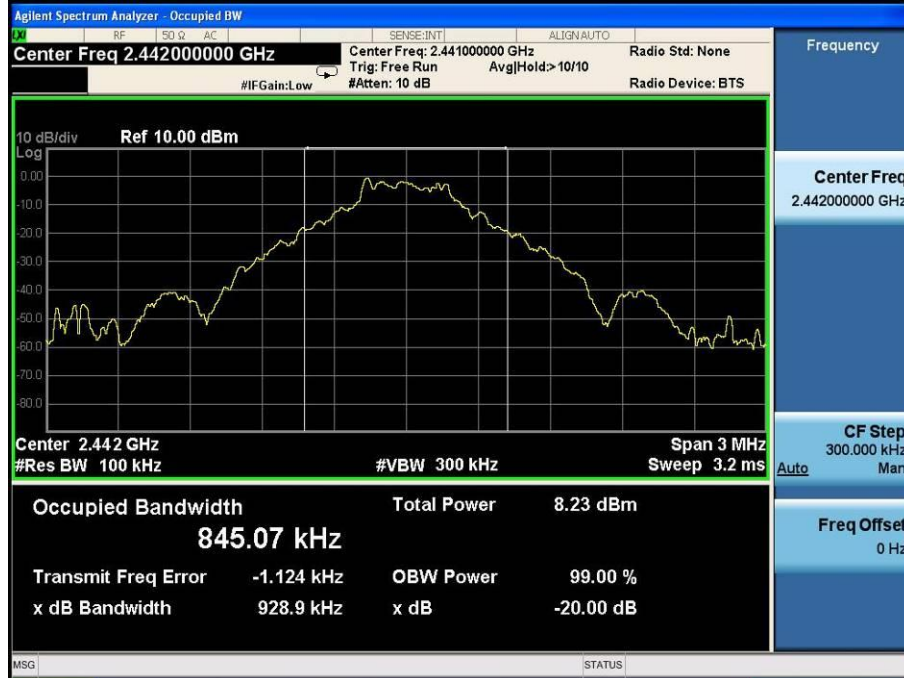 Agilent Spectrum Analyzer - Occupied BW
LXI RF 50 Ω AC SENSE:INT ALIGN AUTO
Center Freq 2.442000000 GHz
Center Freq: 2.441000000 GHz Radio Std: None
Trig: Free Run Avg|Hold:>10/10
#IFGain:Low #Atten: 10 dB Radio Device: BTS
10 dB/div Ref 10.00 dBm
Log
0.00
-10.0
-20.0
-30.0
-40.0
-50.0
-60.0
-70.0
-80.0
Center 2.442 GHz Span 3 MHz
#Res BW 100 kHz #VBW 300 kHz Sweep 3.2 ms
Occupied Bandwidth Total Power 8.23 dBm
845.07 kHz
Transmit Freq Error -1.124 kHz OBW Power 99.00 %
x dB Bandwidth 928.9 kHz x dB -20.00 dB
MSG STATUS
Frequency
Center Freq
2.442000000 GHz
CF Step
300.000 kHz
Auto Man
Freq Offset
0 Hz